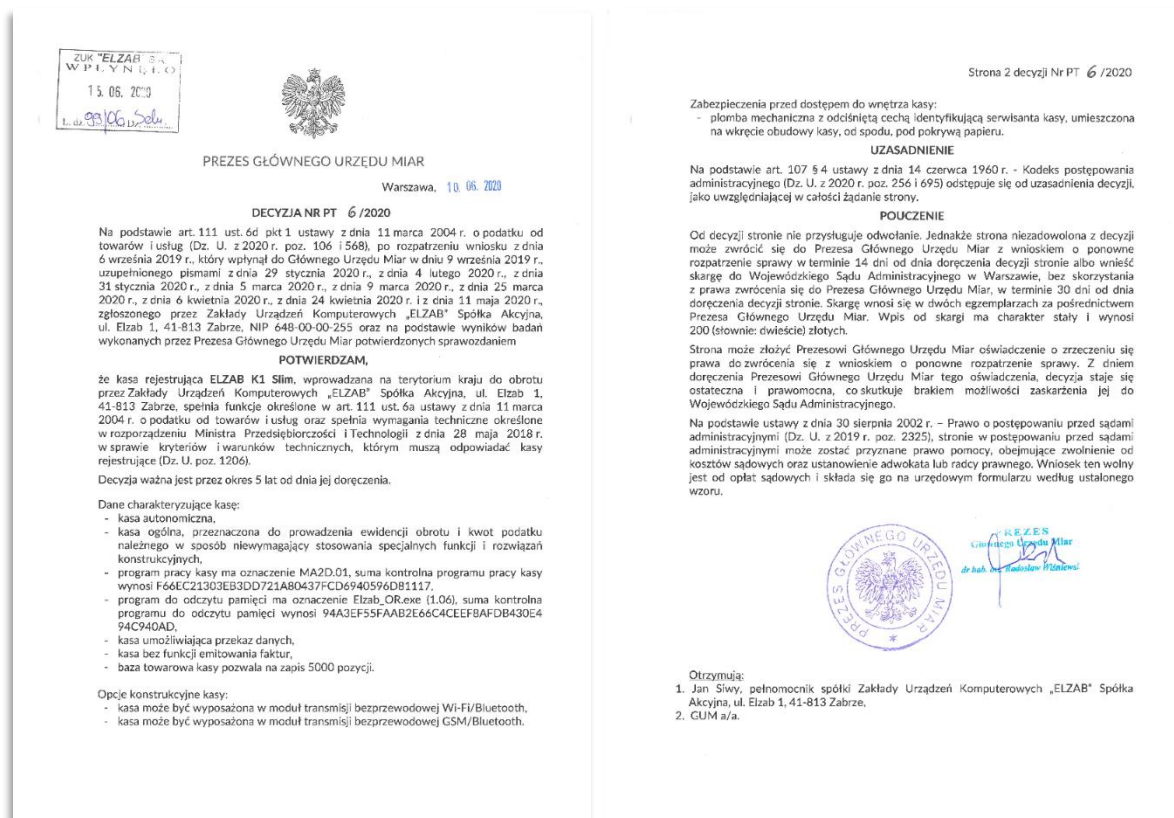 ZUK "ELZAB" S.A.
WPŁYNĘŁO
15. 06. 2020
L. dz. 99/06
PREZES GŁÓWNEGO URZĘDU MIAR
Warszawa, 10. 06. 2020
DECYZJA NR PT 6/2020
Na podstawie art. 111 ust. 6d pkt 1 ustawy z dnia 11 marca 2004 r. o podatku od
towarów i usług (Dz. U. z 2020 r. poz. 106 i 568), po rozpatrzeniu wniosku z dnia
6 września 2019 r., który wpłynął do Głównego Urzędu Miar w dniu 9 września 2019 r.,
uzupełnionego pismami z dnia 29 stycznia 2020 r., z dnia 4 lutego 2020 r., z dnia
31 stycznia 2020 r., z dnia 5 marca 2020 r., z dnia 9 marca 2020 r., z dnia 25 marca
2020 r., z dnia 6 kwietnia 2020 r., z dnia 24 kwietnia 2020 r. i z dnia 11 maja 2020 r.,
zgłoszonego przez Zakłady Urządzeń Komputerowych „ELZAB” Spółka Akcyjna,
ul. Elzab 1, 41-813 Zabrze, NIP 648-00-00-255 oraz na podstawie wyników badań
wykonanych przez Prezesa Głównego Urzędu Miar potwierdzonych sprawozdaniem
POTWIERDZAM,
że kasa rejestrująca ELZAB K1 Slim, wprowadzana na terytorium kraju do obrotu
przez Zakłady Urządzeń Komputerowych „ELZAB” Spółka Akcyjna, ul. Elzab 1,
41-813 Zabrze, spełnia funkcje określone w art. 111 ust. 6a ustawy z dnia 11 marca
2004 r. o podatku od towarów i usług oraz spełnia wymagania techniczne określone
w rozporządzeniu Ministra Przedsiębiorczości i Technologii z dnia 28 maja 2018 r.
w sprawie kryteriów i warunków technicznych, którym muszą odpowiadać kasy
rejestrujące (Dz. U. poz. 1206).
Decyzja ważna jest przez okres 5 lat od dnia jej doręczenia.
Dane charakteryzujące kasę:
- kasa autonomiczna,
- kasa ogólna, przeznaczona do prowadzenia ewidencji obrotu i kwot podatku
należnego w sposób niewymagający stosowania specjalnych funkcji i rozwiązań
konstrukcyjnych,
- program pracy kasy ma oznaczenie MA2D.01, suma kontrolna programu pracy kasy
wynosi F66EC21303EB3DD721A80437FCD6940596D81117,
- program do odczytu pamięci ma oznaczenie Elzab_OR.exe (1.06), suma kontrolna
progamu do odczytu pamięci wynosi 94A3EF55FAAB2E66C4CEEF8AFDB430E4
94C940AD,
- kasa umożliwiająca przekaz danych,
- kasa bez funkcji emitowania faktur,
- baza towarowa kasy pozwala na zapis 5000 pozycji.
Opcje konstrukcyjne kasy:
- kasa może być wyposażona w moduł transmisji bezprzewodowej Wi-Fi/Bluetooth,
- kasa może być wyposażona w moduł transmisji bezprzewodowej GSM/Bluetooth.
Strona 2 decyzji Nr PT 6 /2020
Zabezpieczenia przed dostępem do wnętrza kasy:
- plomba mechaniczna z odciśniętą cechą identyfikującą serwisanta kasy, umieszczona
na wkręcie obudowy kasy, od spodu, pod pokrywą papieru.
UZASADNIENIE
Na podstawie art. 107 § 4 ustawy z dnia 14 czerwca 1960 r. - Kodeks postępowania
administracyjnego (Dz. U. z 2020 r. poz. 256 i 695) odstępuje się od uzasadnienia decyzji,
jako uwzględniającej w całości żądanie strony.
POUCZENIE
Od decyzji stronie nie przysługuje odwołanie. Jednakże strona niezadowolona z decyzji
może zwrócić się do Prezesa Głównego Urzędu Miar z wnioskiem o ponowne
rozpatrzenie sprawy w terminie 14 dni od dnia doręczenia decyzji stronie albo wnieść
skargę do Wojewódzkiego Sądu Administracyjnego w Warszawie, bez skorzystania
z prawa zwrócenia się do Prezesa Głównego Urzędu Miar, w terminie 30 dni od dnia
doręczenia decyzji stronie. Skargę wnosi się w dwóch egzemplarzach za pośrednictwem
Prezesa Głównego Urzędu Miar. Wpis od skargi ma charakter stały i wynosi
200 (słownie: dwieście) złotych.
Strona może złożyć Prezesowi Głównego Urzędu Miar oświadczenie o zrzeczeniu się
prawa do zwrócenia się z wnioskiem o ponowne rozpatrzenie sprawy. Z dniem
doręczenia Prezesowi Głównego Urzędu Miar tego oświadczenia, decyzja staje się
ostateczna i prawomocna, co skutkuje brakiem możliwości zaskarżenia jej do
Wojewódzkiego Sądu Administracyjnego.
Na podstawie ustawy z dnia 30 sierpnia 2002 r. – Prawo o postępowaniu przed sądami
administracyjnymi (Dz. U. z 2019 r. poz. 2325), stronie w postępowaniu przed sądami
administracyjnymi może zostać przyznane prawo pomocy, obejmujące zwolnienie od
kosztów sądowych oraz ustanowienie adwokata lub radcy prawnego. Wniosek ten wolny
jest od opłat sądowych i składa się go na urzędowym formularzu według ustalonego
wzoru.
PREZES GŁÓWNEGO URZĘDU MIAR
PREZES
Głównego Urzędu Miar
dr hab. inż. Radosław Wiśniewski
Otrzymują:
1. Jan Siwy, pełnomocnik spółki Zakłady Urządzeń Komputerowych „ELZAB” Spółka
Akcyjna, ul. Elzab 1, 41-813 Zabrze,
2. GUM a/a.